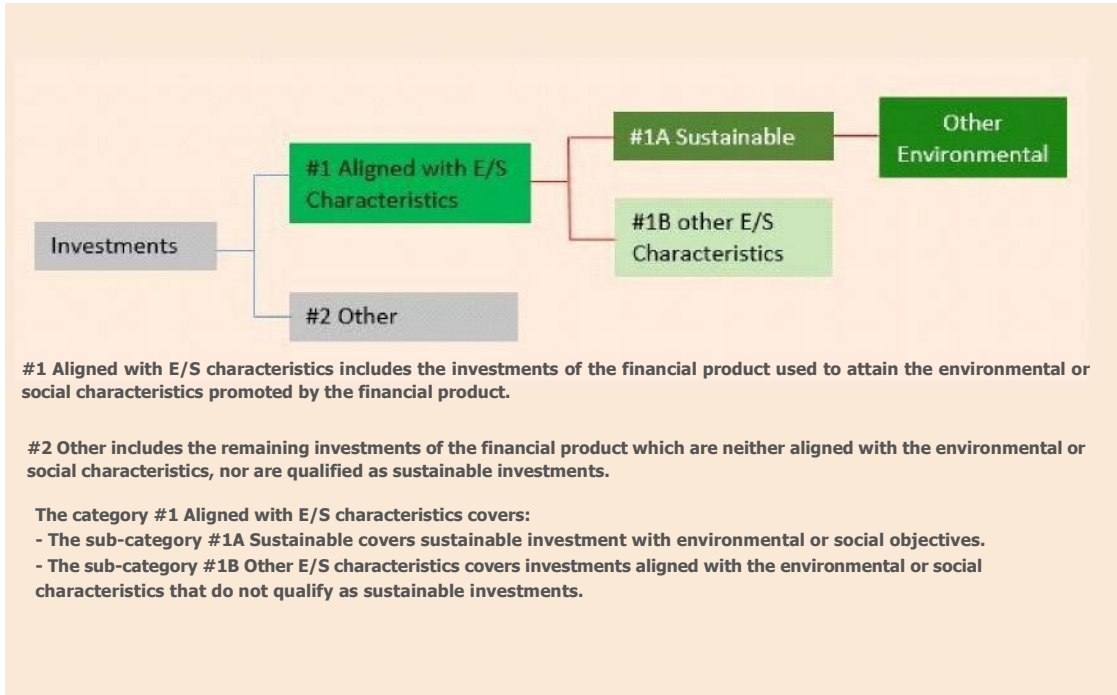 Other
Environmental
#1A Sustainable
#1 Aligned with E/S
Characteristics
#1B other E/S
Characteristics
Investments
#2 Other
#1 Aligned with E/S characteristics includes the investments of the financial product used to attain the environmental or
social characteristics promoted by the financial product.
#2 Other includes the remaining investments of the financial product which are neither aligned with the environmental or
social characteristics, nor are qualified as sustainable investments.
The category #1 Aligned with E/S characteristics covers:
- The sub-category #1A Sustainable covers sustainable investment with environmental or social objectives.
- The sub-category #1B Other E/S characteristics covers investments aligned with the environmental or social
characteristics that do not qualify as sustainable investments.